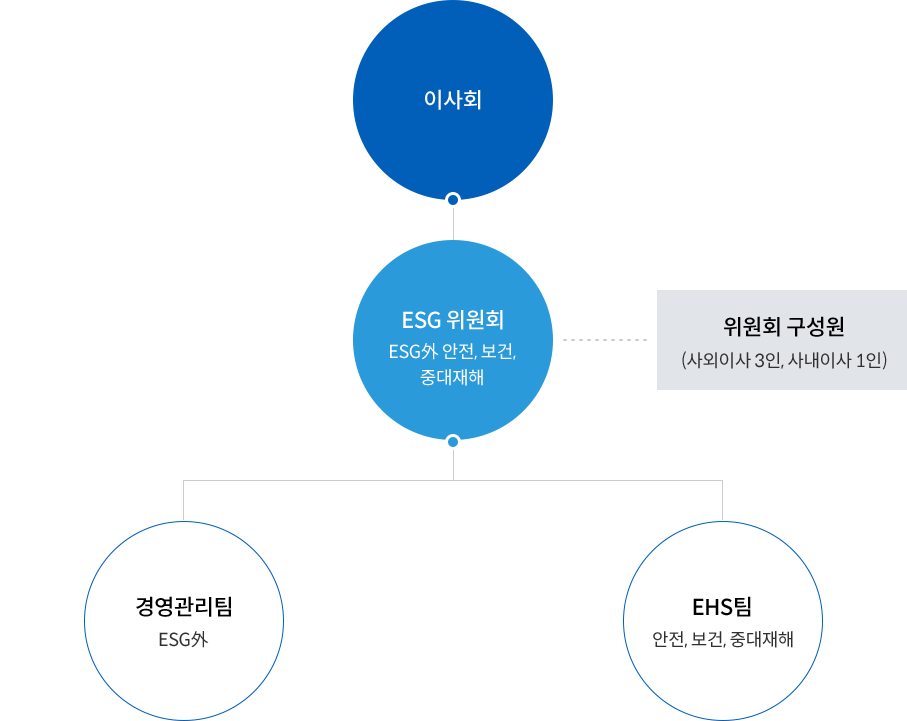 이사회
ESG 위원회
ESG外 안전, 보건,
중대재해
위원회 구성원
(사외이사 3인, 사내이사 1인)
경영관리팀
ESG外
EHS팀
안전, 보건, 중대재해